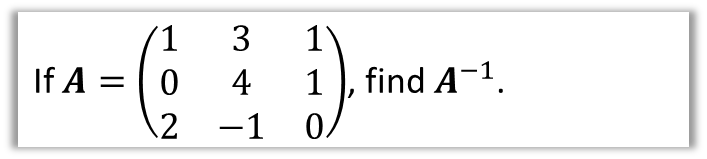 If A = (1 3 1
0 4 1
2 −1 0), find A⁻¹.